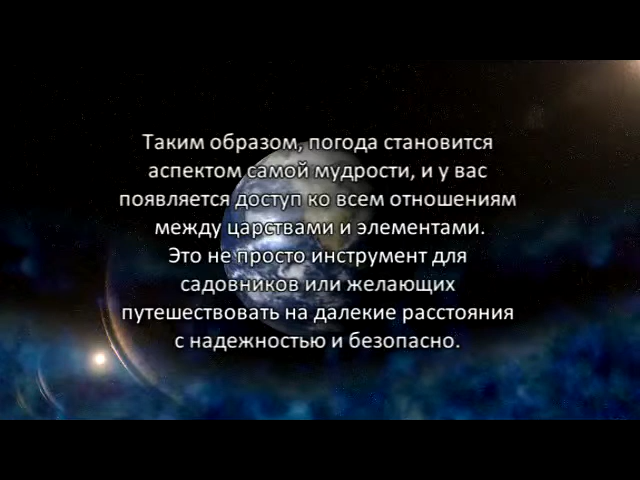 Таким образом, погода становится
аспектом самой мудрости, и у вас
появляется доступ ко всем отношениям
между царствами и элементами.
Это не просто инструмент для
садовников или желающих
путешествовать на далекие расстояния
с надежностью и безопасно.